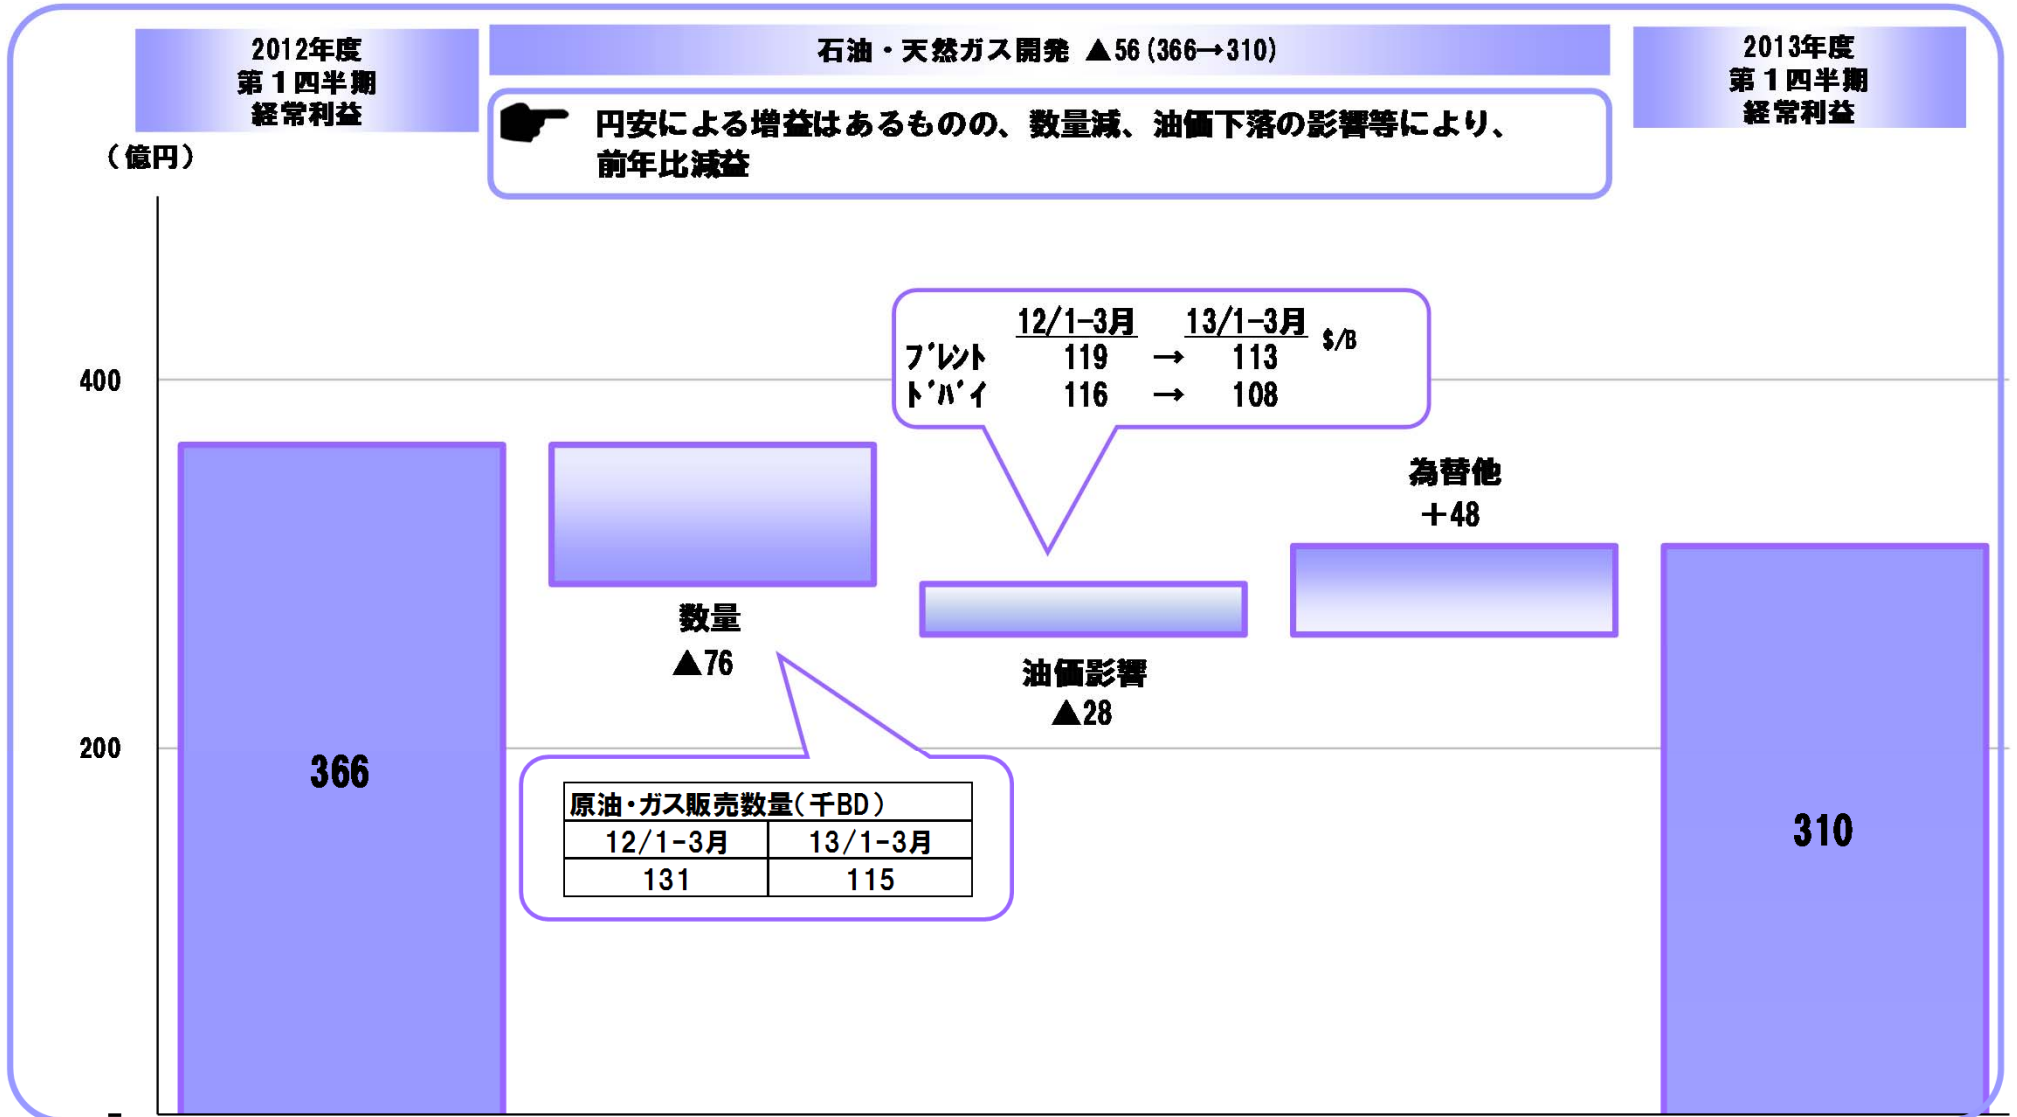 2012年度
第1四半期
経常利益
石油・天然ガス開発 ▲56(366→310)
2013年度
第1四半期
経常利益
円安による増益はあるものの、数量減、油価下落の影響等により、
前年比減益
(億円)
12/1-3月 13/1-3月 $/B
ブレント 119 → 113
ドバイ 116 → 108
400
為替他
+48
数量
▲76
油価影響
▲28
200
366
原油・ガス販売数量(千BD)
12/1-3月 13/1-3月
131 115
310